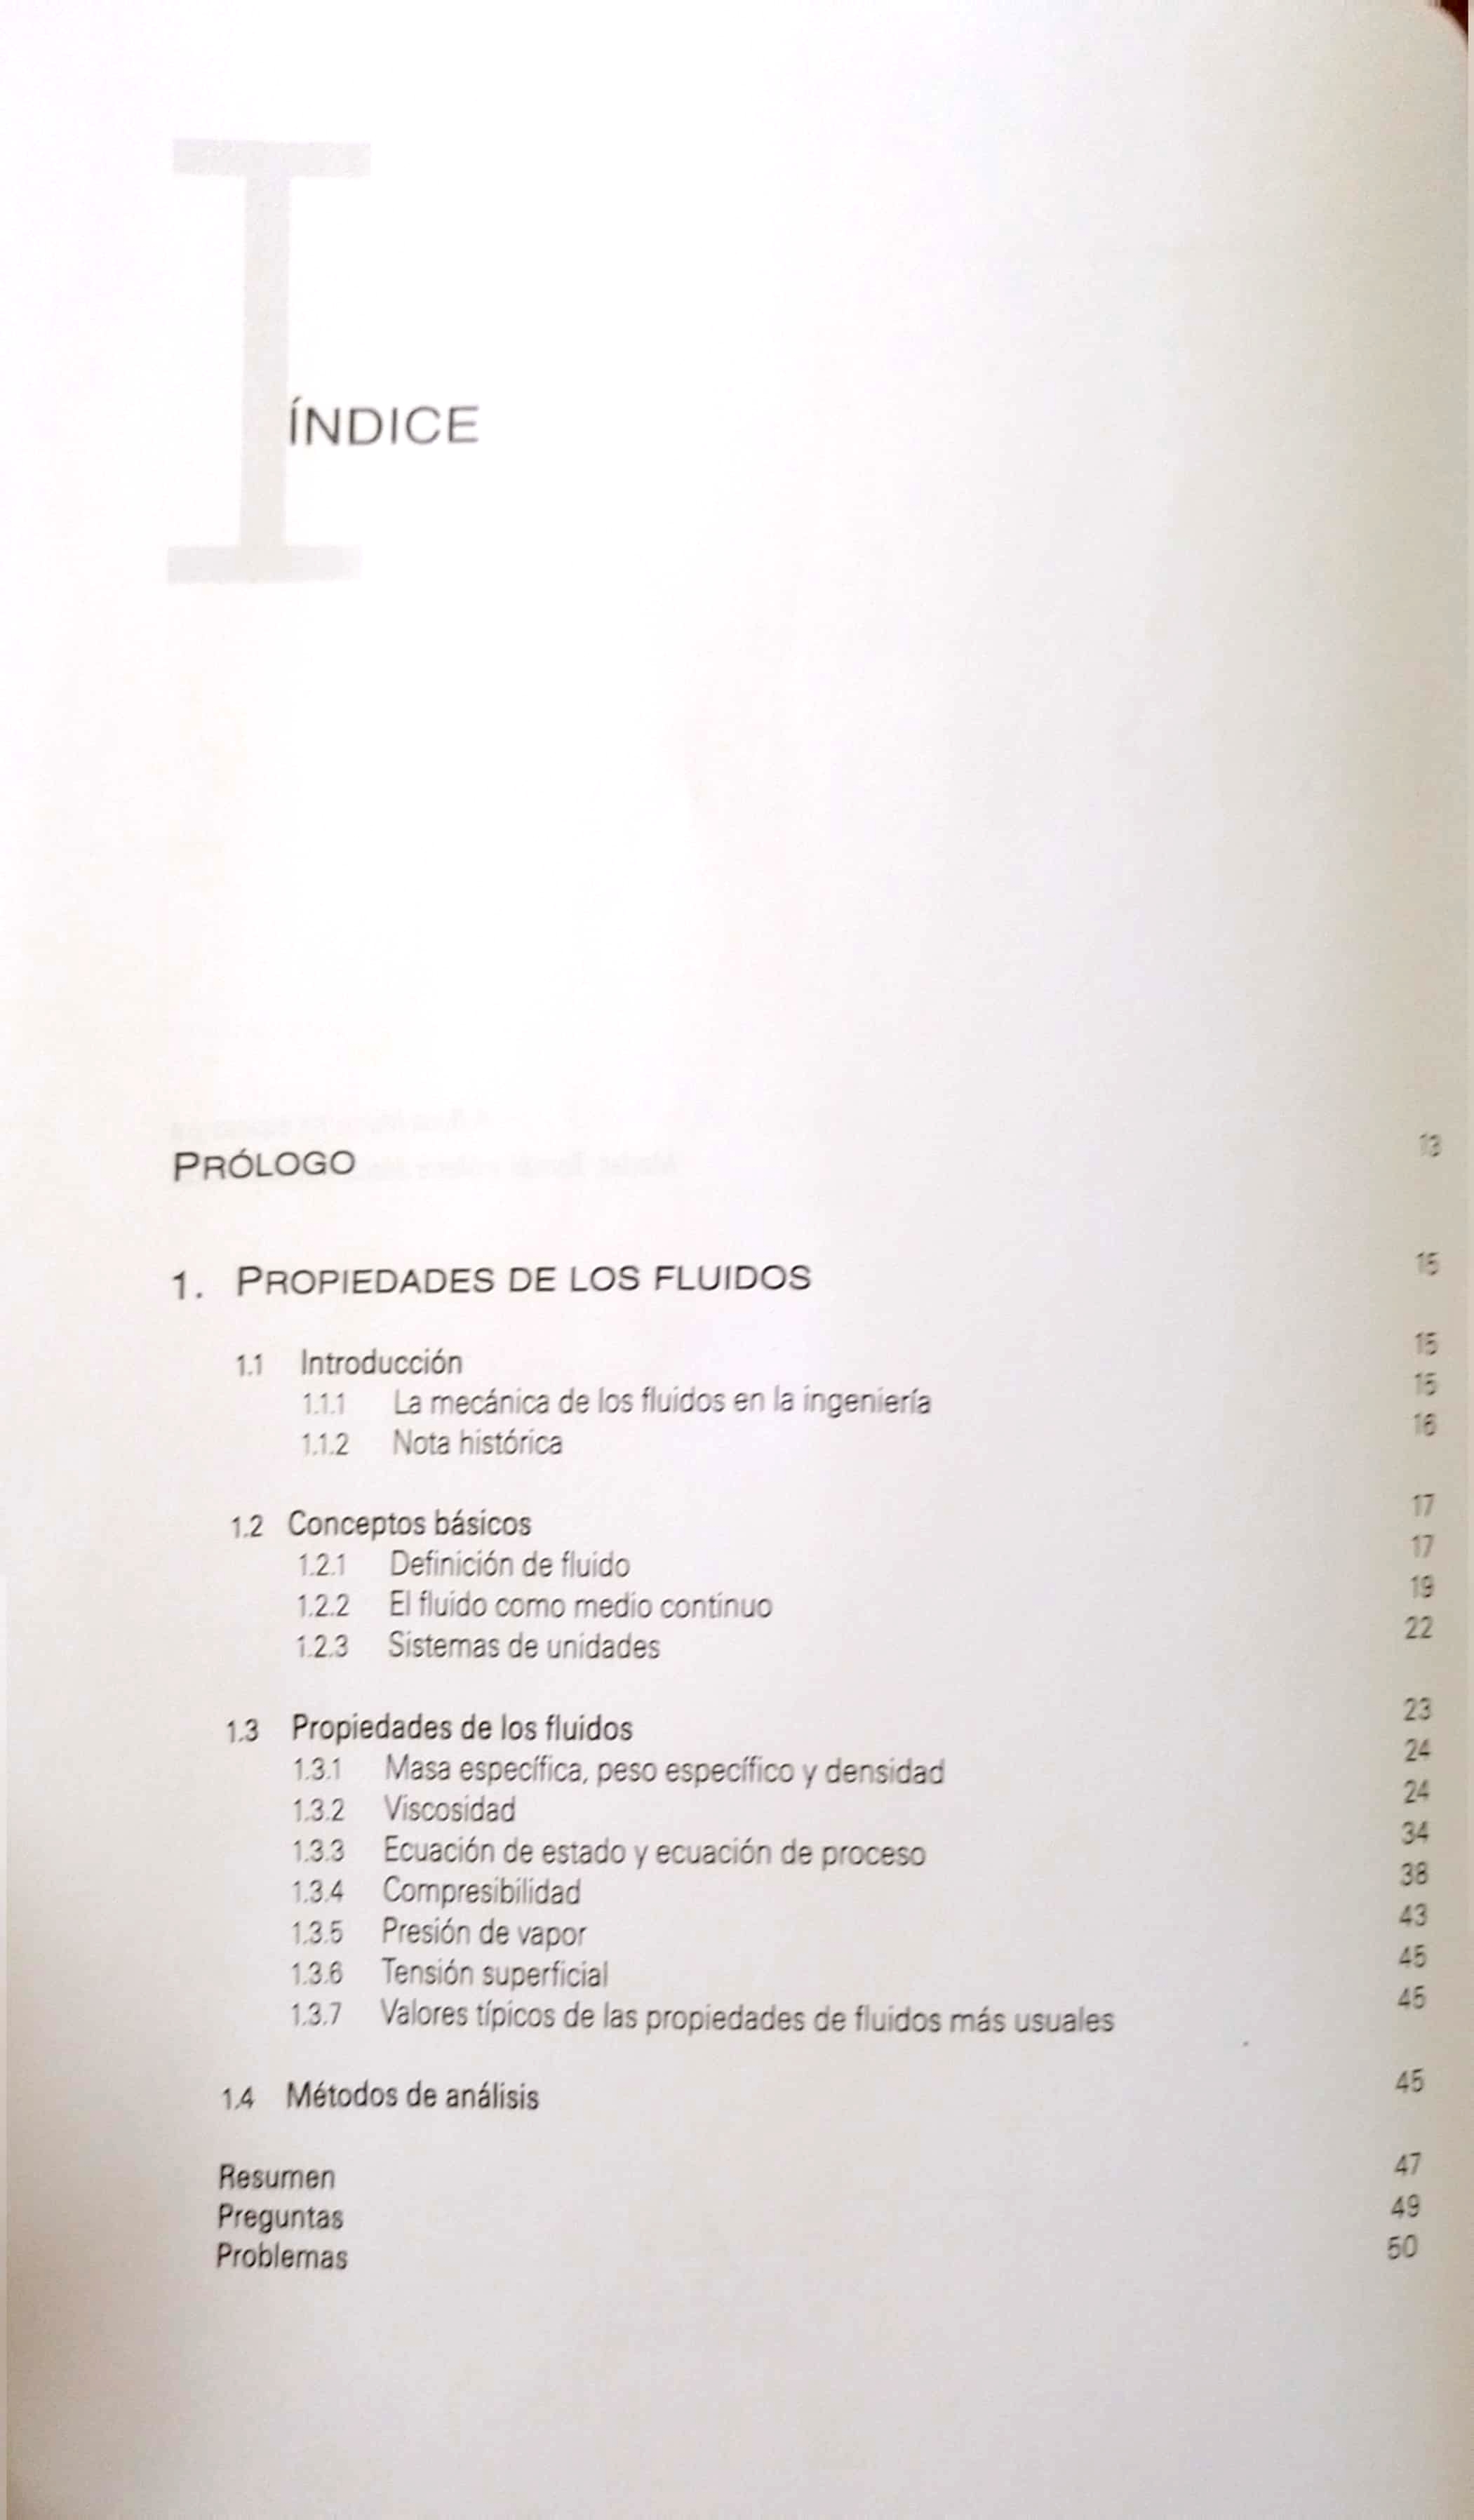 I
ÍNDICE
PRÓLOGO 13
1. PROPIEDADES DE LOS FLUIDOS 15
1.1 Introducción 15
1.1.1 La mecánica de los fluidos en la ingeniería 15
1.1.2 Nota histórica 16
1.2 Conceptos básicos 17
1.2.1 Definición de fluido 17
1.2.2 El fluido como medio continuo 19
1.2.3 Sistemas de unidades 22
1.3 Propiedades de los fluidos 23
1.3.1 Masa específica, peso específico y densidad 24
1.3.2 Viscosidad 24
1.3.3 Ecuación de estado y ecuación de proceso 34
1.3.4 Compresibilidad 38
1.3.5 Presión de vapor 43
1.3.6 Tensión superficial 45
1.3.7 Valores típicos de las propiedades de fluidos más usuales 45
1.4 Métodos de análisis 45
Resumen 47
Preguntas 49
Problemas 50